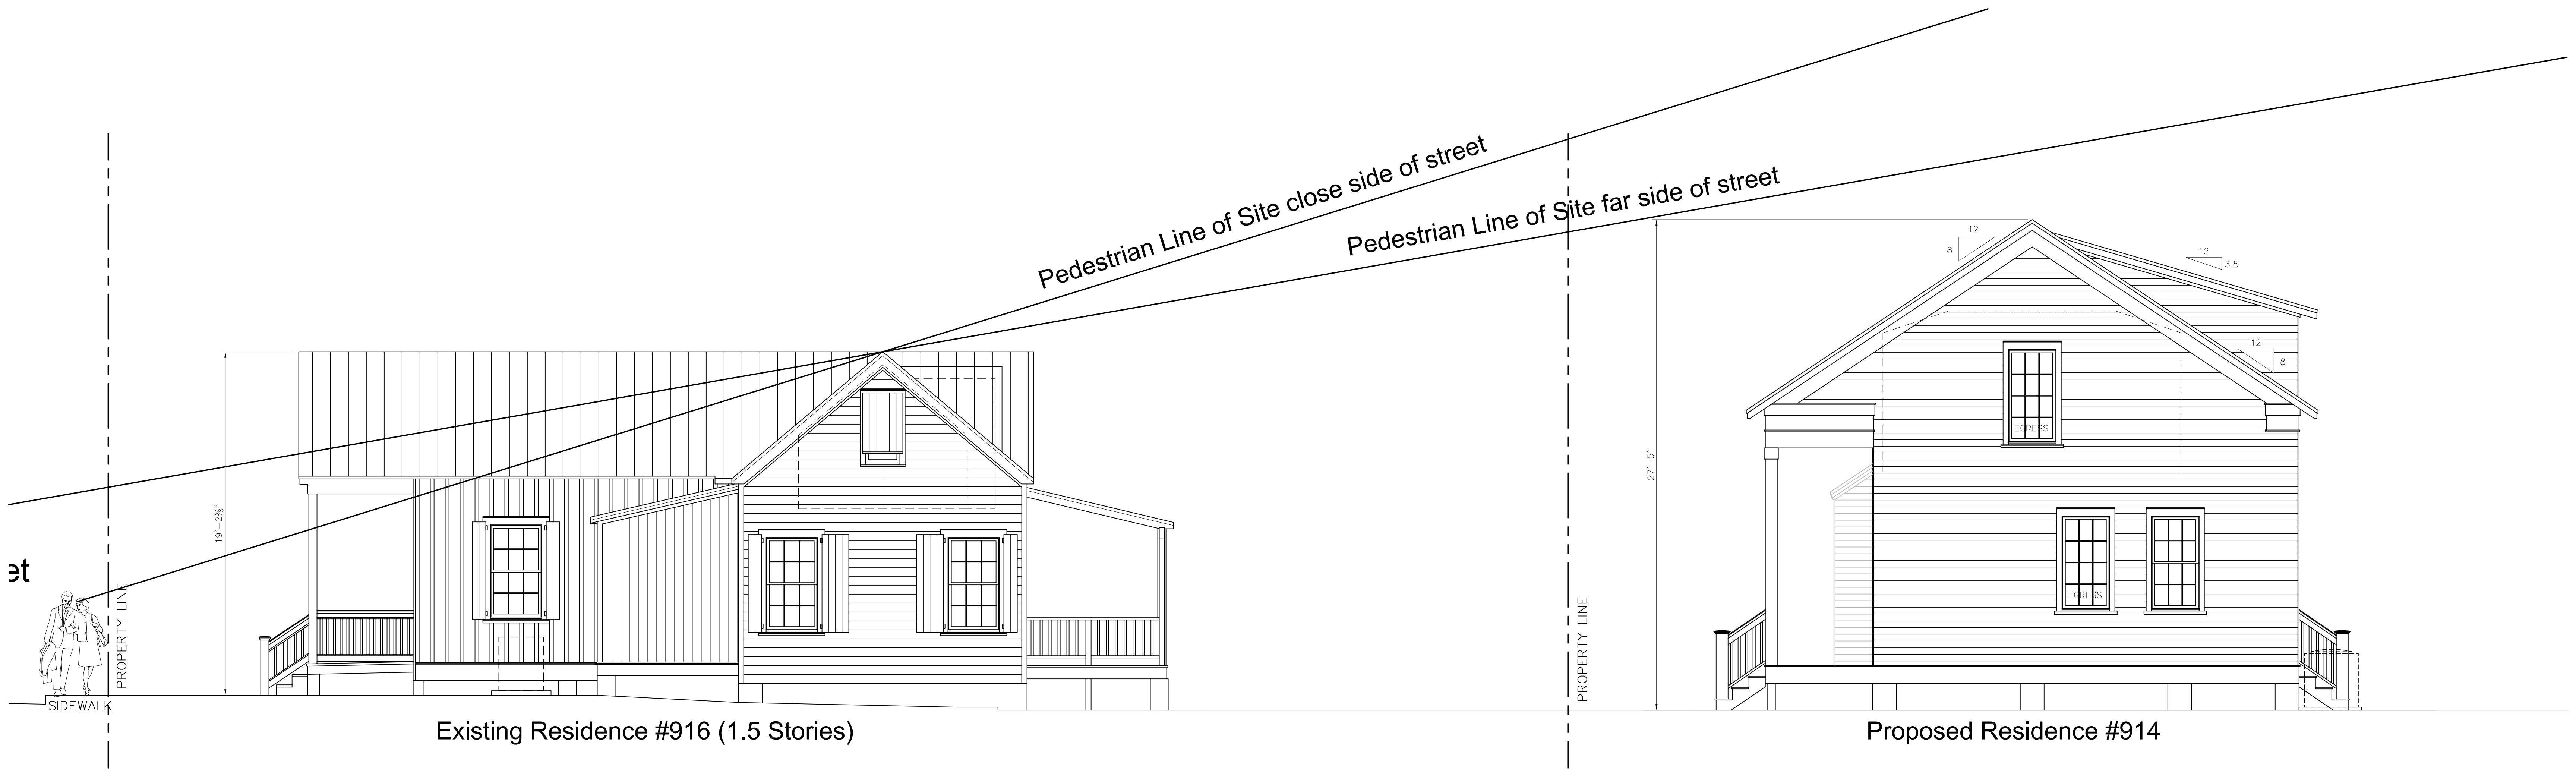 Pedestrian Line of Site close side of street
Pedestrian Line of Site far side of street
12
8
12
3.5
12
8
EGRESS
EGRESS
27'-5"
19'-2⅜"
et
PROPERTY LINE
PROPERTY LINE
SIDEWALK
Existing Residence #916 (1.5 Stories)
Proposed Residence #914